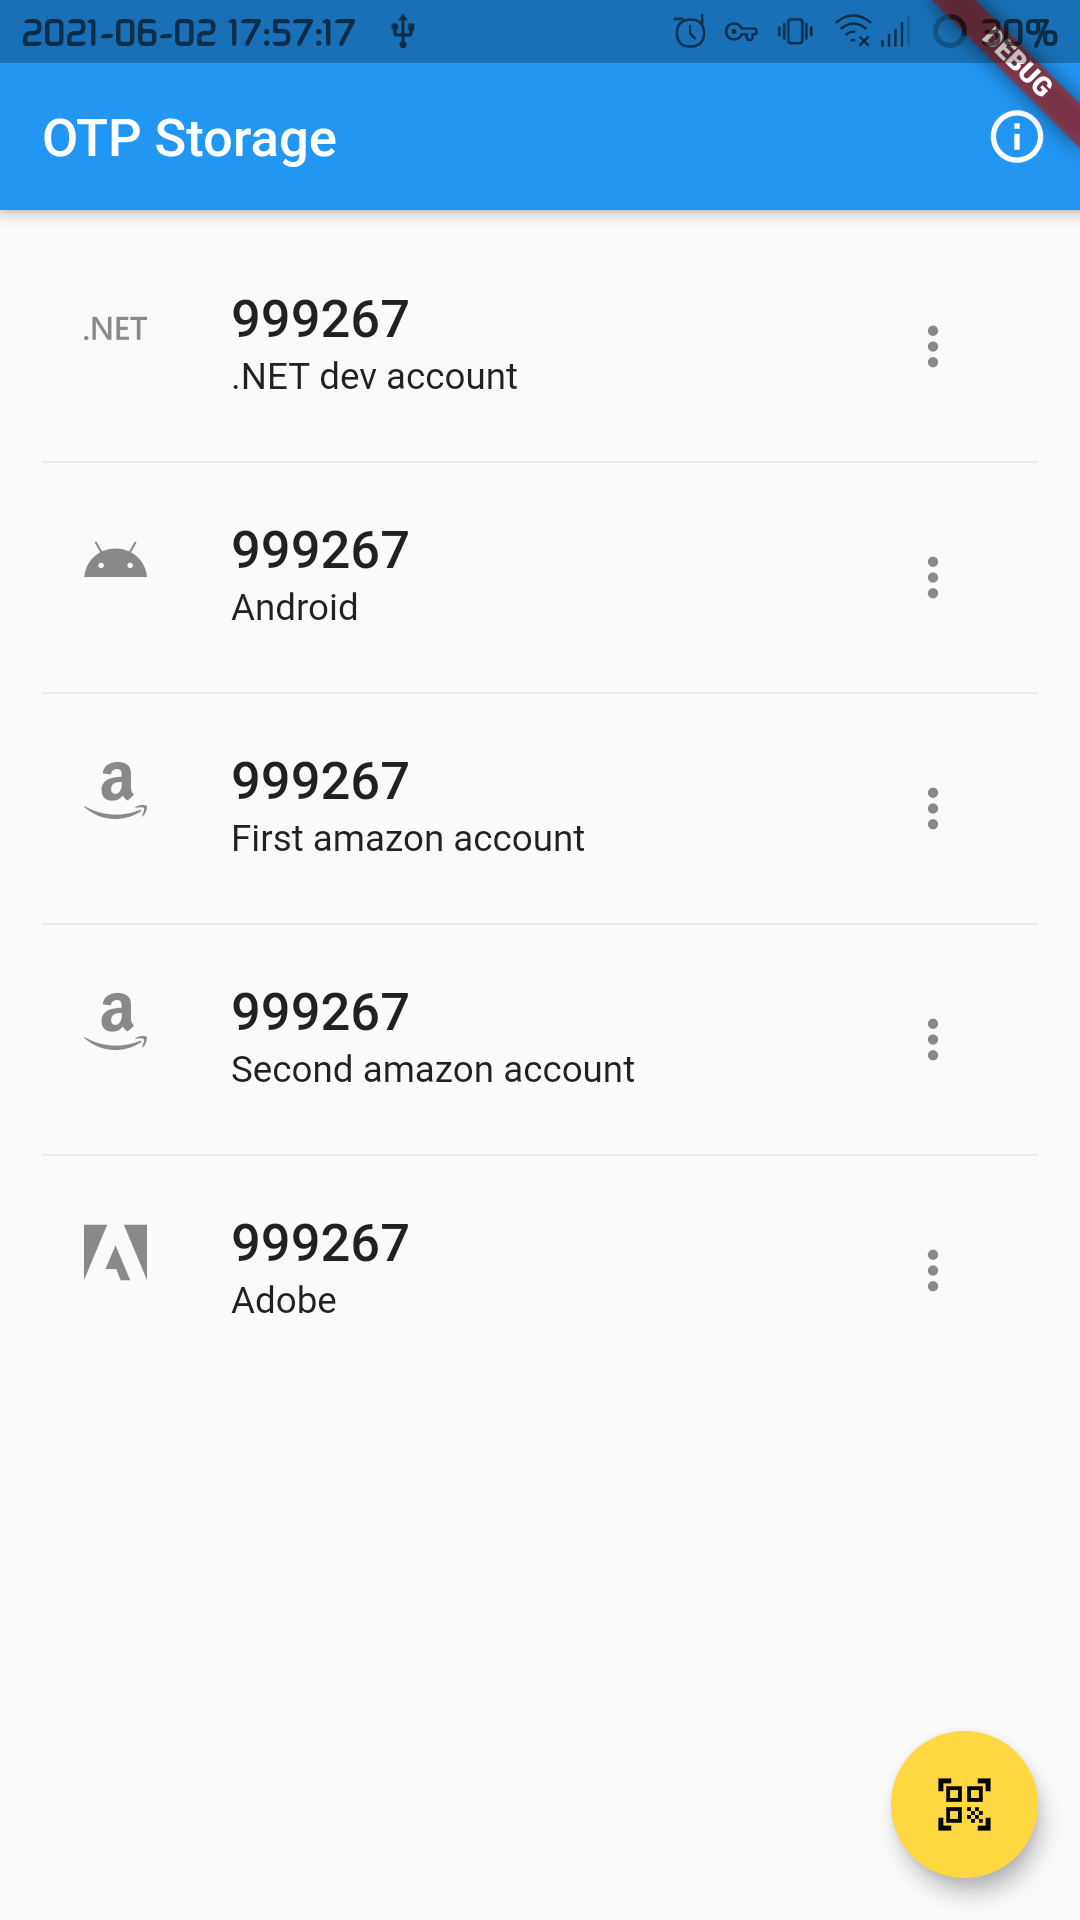 2021-06-02 17:57:17
30%
DEBUG
OTP Storage
.NET
999267
.NET dev account
999267
Android
a
999267
First amazon account
a
999267
Second amazon account
999267
Adobe